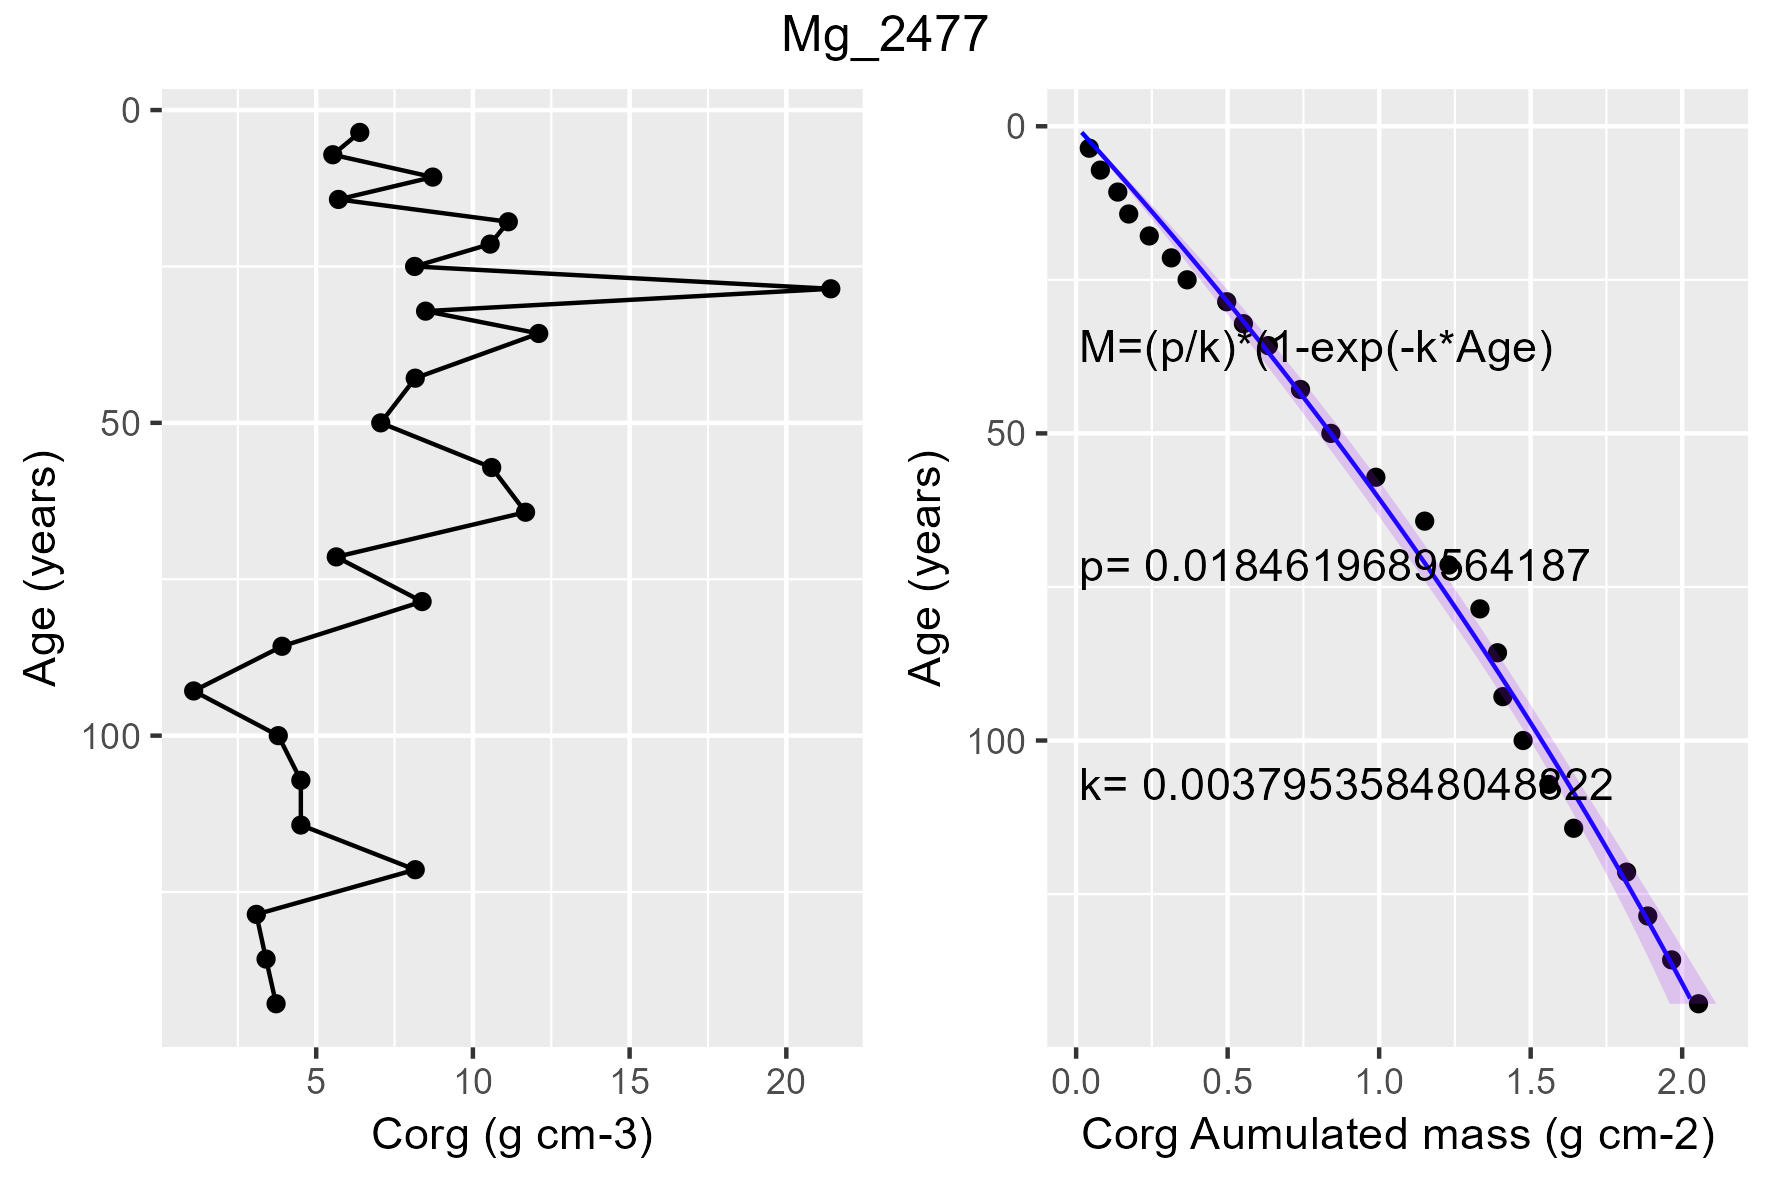 Mg_2477
0
50
100
Age (years)
5
10
15
20
Corg (g cm-3)
0
50
100
Age (years)
M=(p/k)*(1-exp(-k*Age)
p= 0.0184619689564187
k= 0.00379535848048822
0.0
0.5
1.0
1.5
2.0
Corg Aumulated mass (g cm-2)